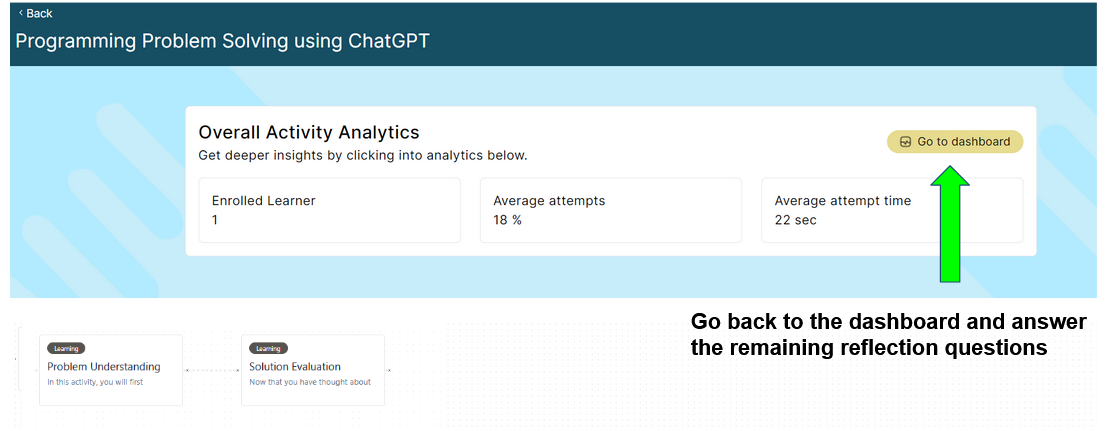 Back
Programming Problem Solving using ChatGPT
Overall Activity Analytics
Get deeper insights by clicking into analytics below.
Go to dashboard
Enrolled Learner
1
Average attempts
18 %
Average attempt time
22 sec
Go back to the dashboard and answer
the remaining reflection questions
Learning
Problem Understanding
In this activity, you will first
Learning
Solution Evaluation
Now that you have thought about